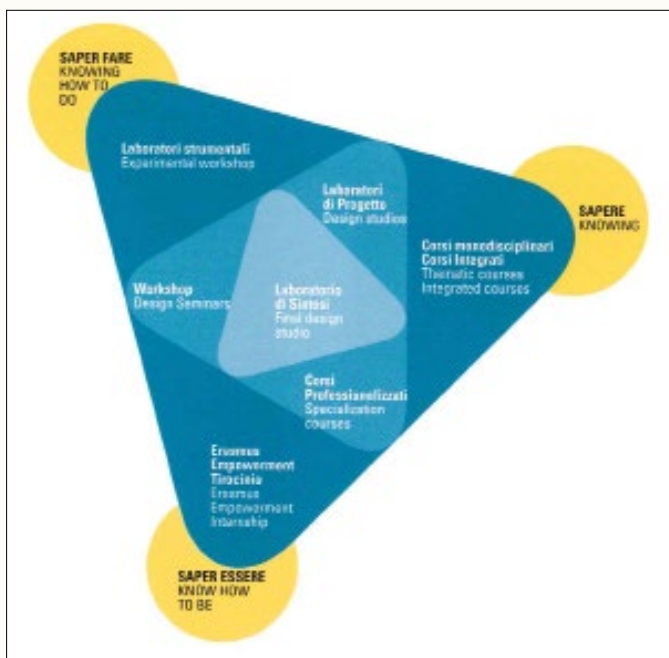 SAPER FARE
KNOWING
HOW TO
DO
Laboratori strumentali
Experimental workshop
Laboratori
di Progetto
Design studios
SAPERE
KNOWING
Corsi monodisciplinari
Corsi Integrati
Thematic courses
Integrated courses
Workshop
Design Seminars
Laboratorio
di Sintesi
Final design
studio
Corsi
Professionalizzati
Specialization
courses
Erasmus
Empowerment
Tirocinio
Erasmus
Empowerment
Internship
SAPER ESSERE
KNOW HOW
TO BE